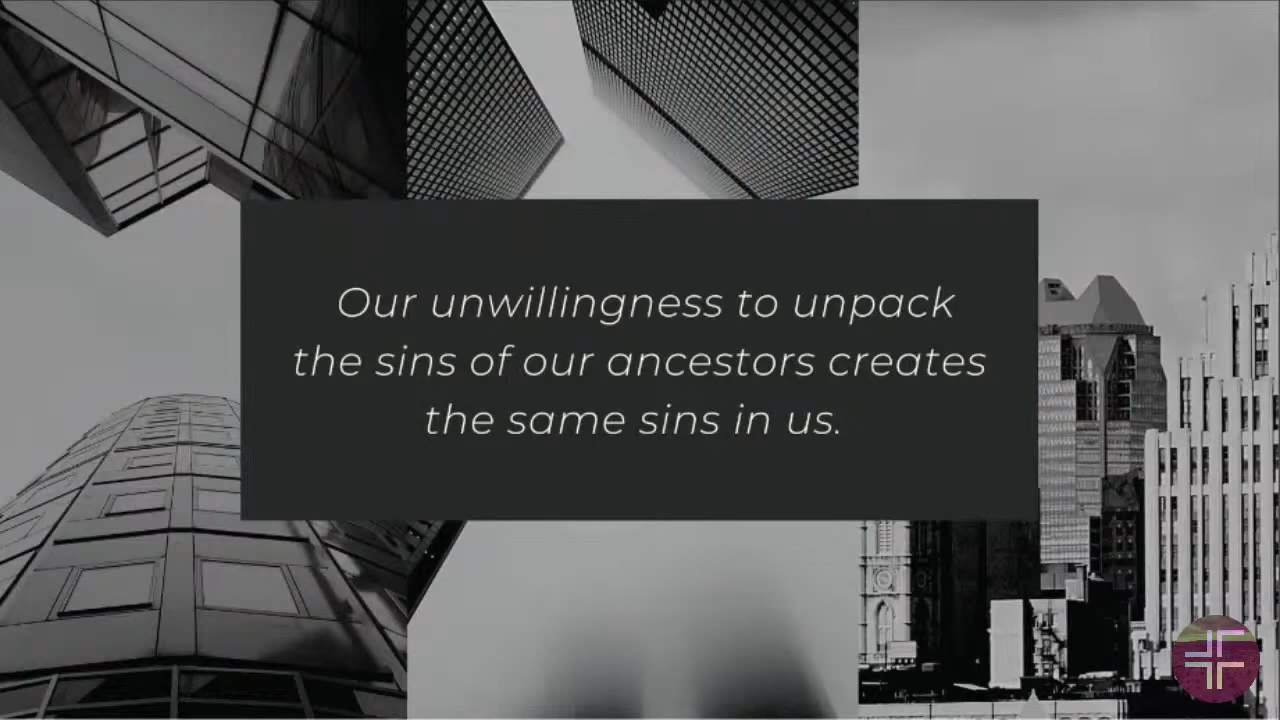 Our unwillingness to unpack
the sins of our ancestors creates
the same sins in us.